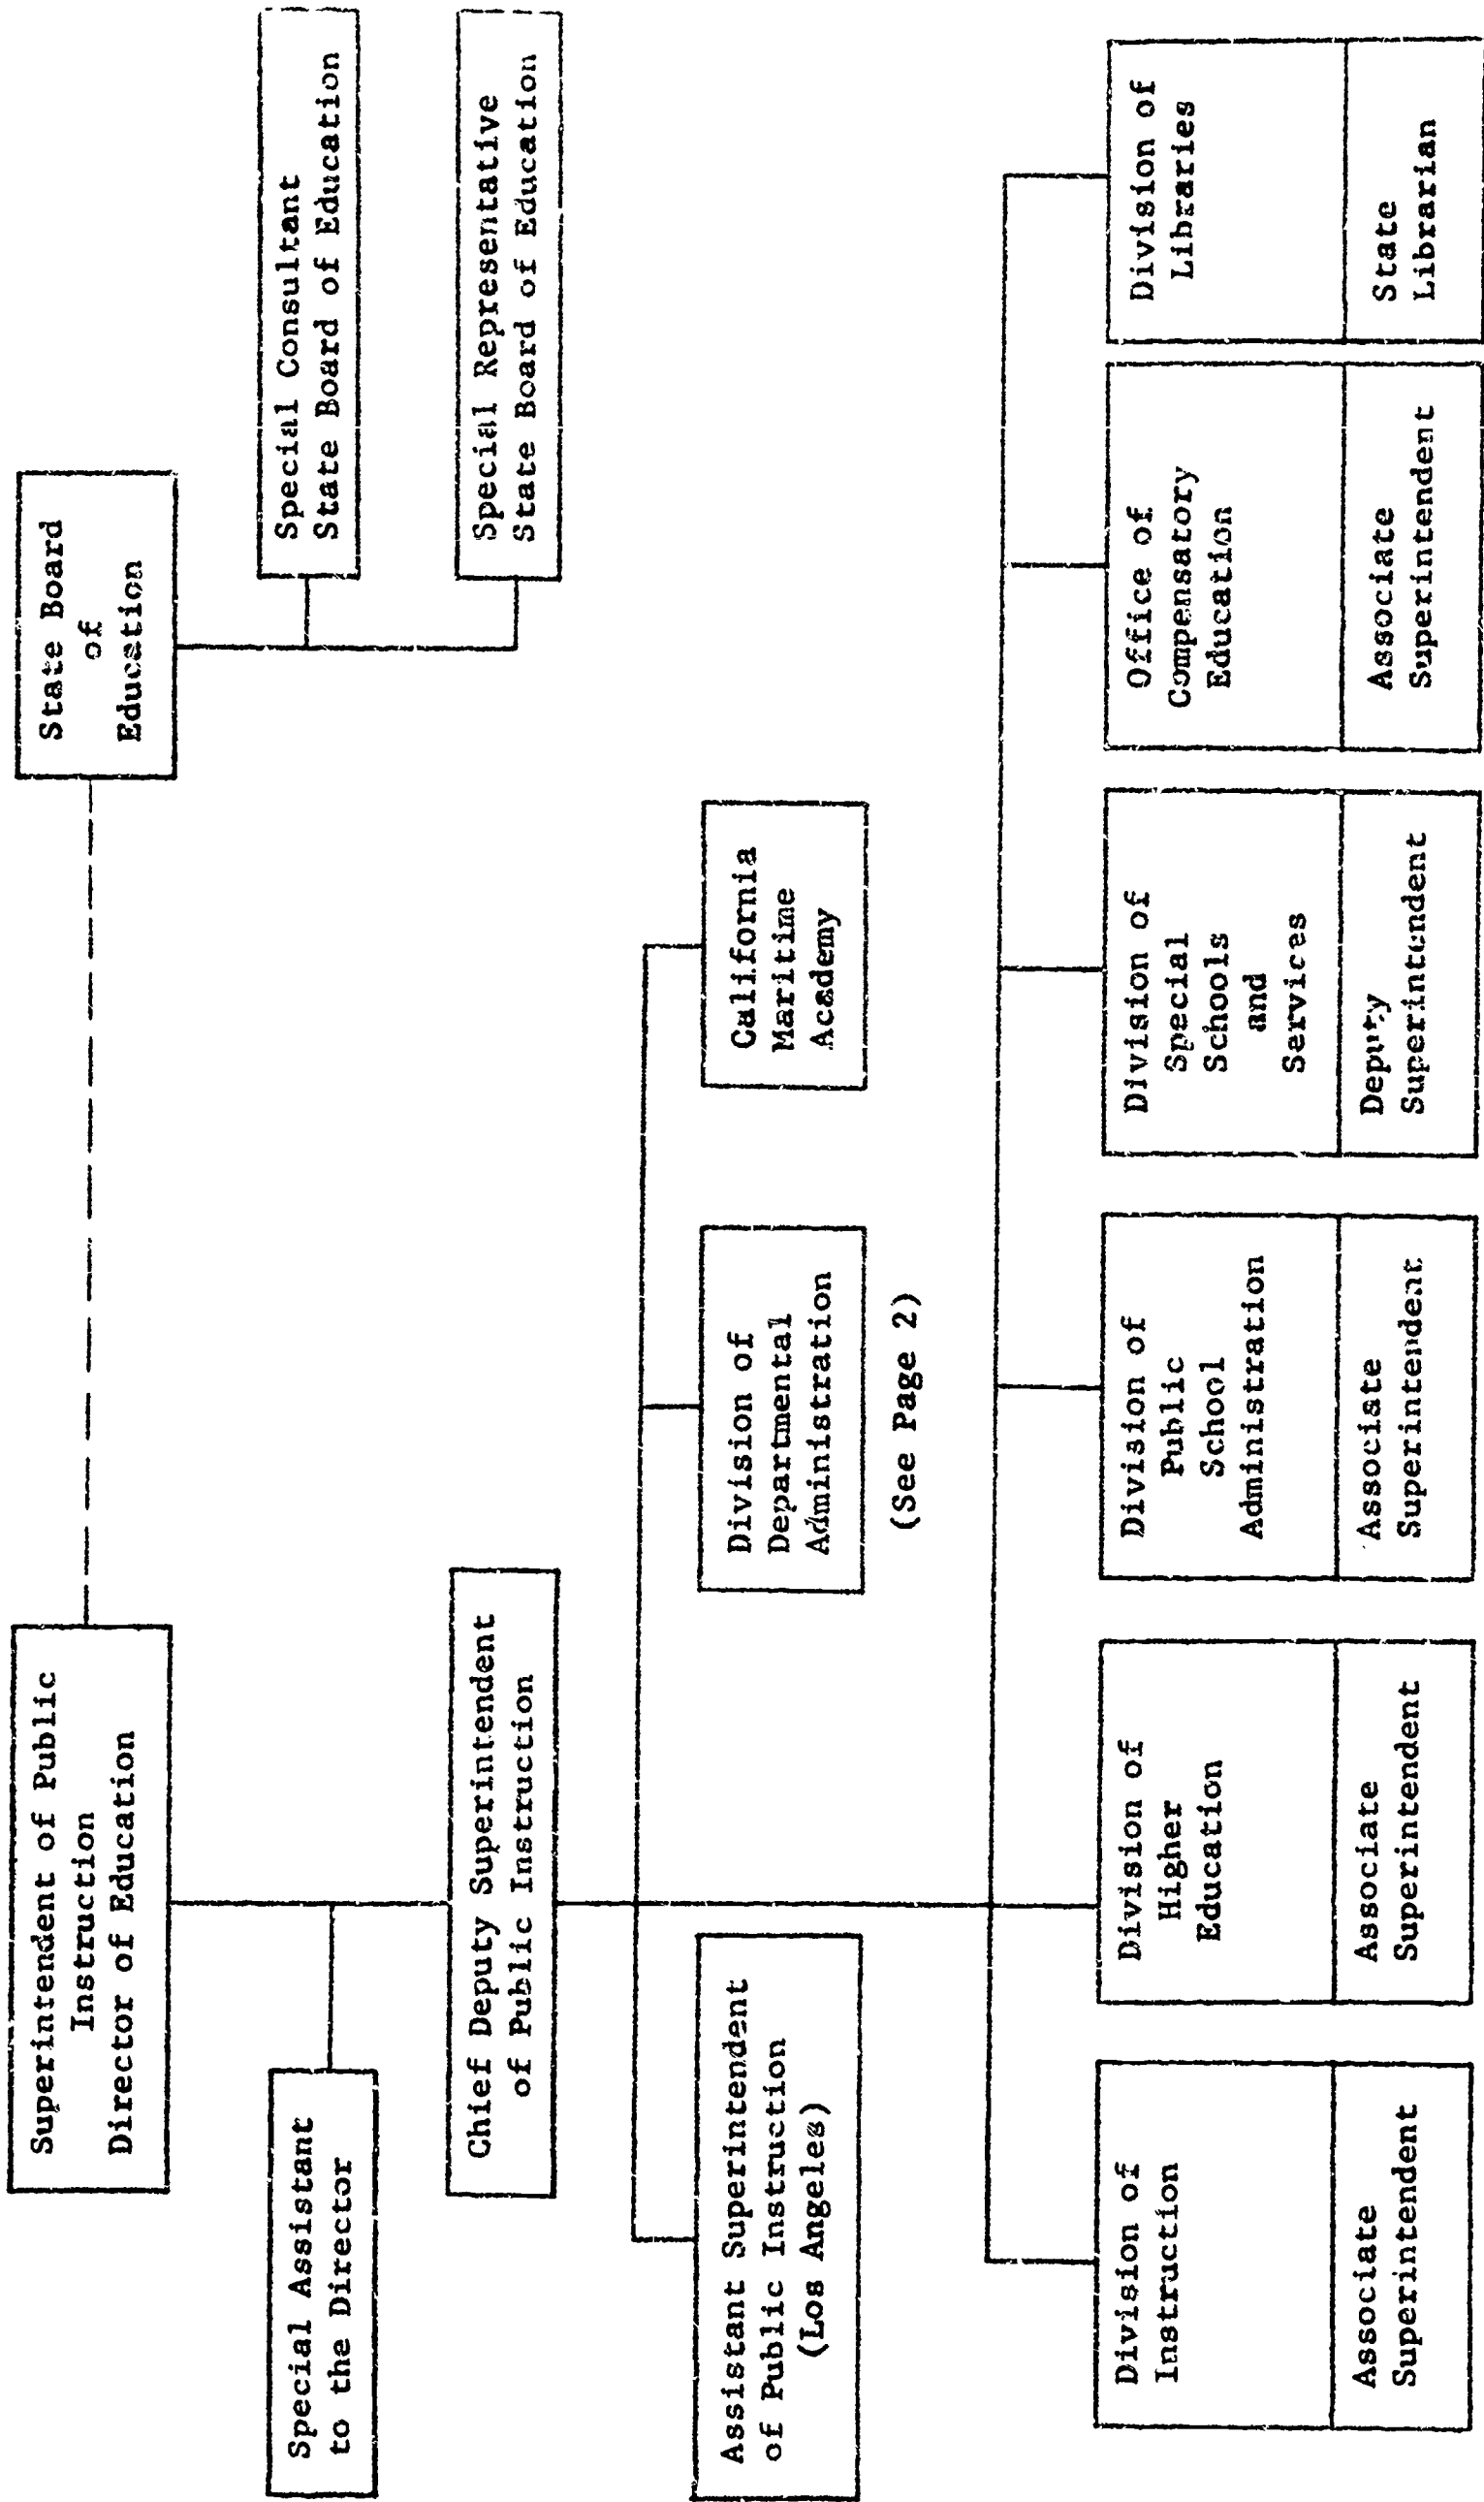 Superintendent of Public
Instruction
Director of Education
State Board
of
Education
Special Assistant
to the Director
Special Consultant
State Board of Education
Chief Deputy Superintendent
of Public Instruction
Special Representative
State Board of Education
Assistant Superintendent
of Public Instruction
(Los Angeles)
Division of
Departmental
Administration
California
Maritime
Academy
(See Page 2)
Division of
Instruction
Associate
Superintendent
Division of
Higher
Education
Associate
Superintendent
Division of
Public
School
Administration
Associate
Superintendent
Division of
Special
Schools
and
Services
Deputy
Superintendent
Office of
Compensatory
Education
Associate
Superintendent
Division of
Libraries
State
Librarian